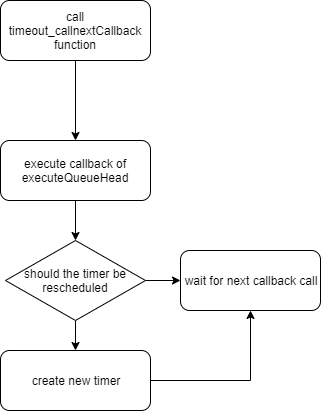 call
timeout_callnextCallback
function
execute callback of
executeQueueHead
should the timer be
rescheduled
wait for next callback call
create new timer